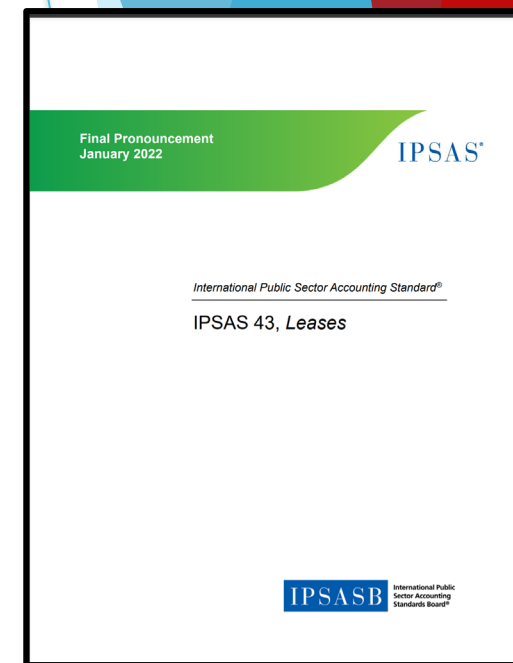 Final Pronouncement
January 2022
IPSAS®
International Public Sector Accounting Standard®
IPSAS 43, Leases
IPSASB
International Public
Sector Accounting
Standards Board®